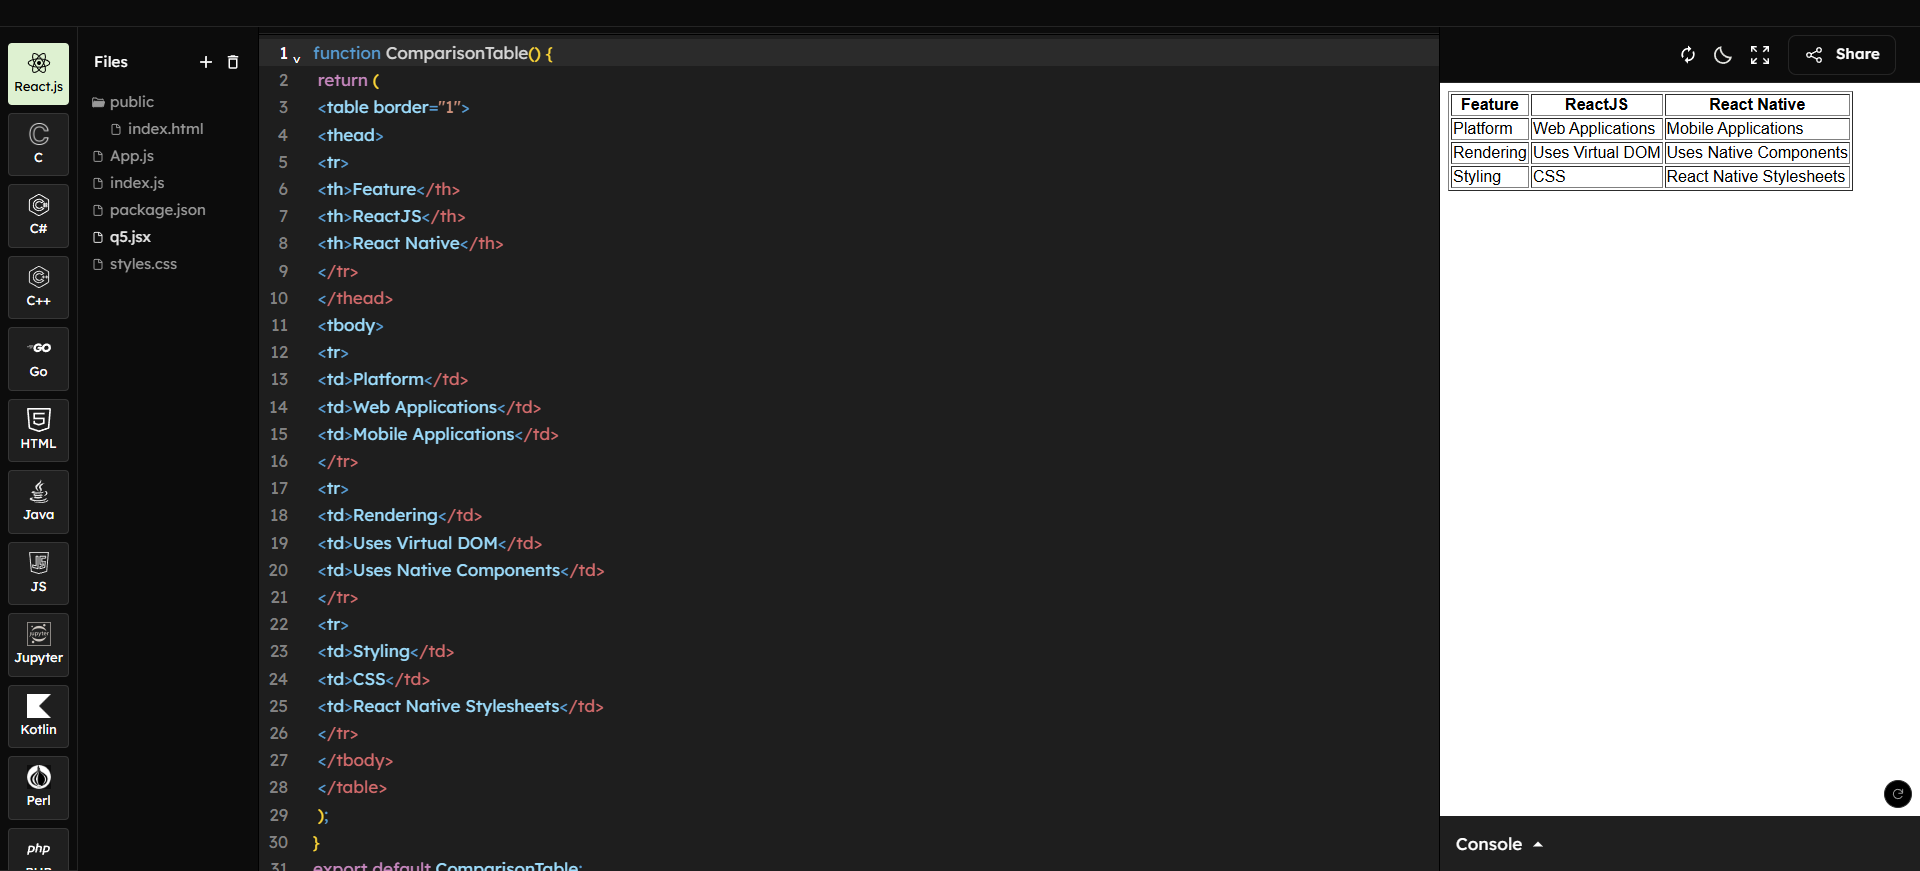 React.js
C
C#
C++
GO
Go
HTML
Java
JS
JS
jupyter
Jupyter
Kotlin
Perl
php
Files
public
index.html
App.js
index.js
package.json
q5.jsx
styles.css
1 function ComparisonTable() {
2 return (
3 <table border="1">
4 <thead>
5 <tr>
6 <th>Feature</th>
7 <th>ReactJS</th>
8 <th>React Native</th>
9 </tr>
10 </thead>
11 <tbody>
12 <tr>
13 <td>Platform</td>
14 <td>Web Applications</td>
15 <td>Mobile Applications</td>
16 </tr>
17 <tr>
18 <td>Rendering</td>
19 <td>Uses Virtual DOM</td>
20 <td>Uses Native Components</td>
21 </tr>
22 <tr>
23 <td>Styling</td>
24 <td>CSS</td>
25 <td>React Native Stylesheets</td>
26 </tr>
27 </tbody>
28 </table>
29 );
30 }
31 export default ComparisonTable;
Share
Feature ReactJS React Native
Platform Web Applications Mobile Applications
Rendering Uses Virtual DOM Uses Native Components
Styling CSS React Native Stylesheets
Console